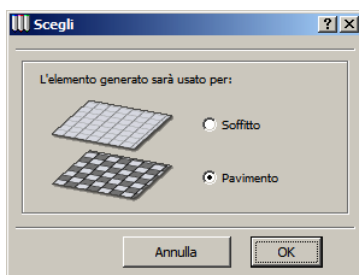 Scegli
L'elemento generato sarà usato per:
Soffitto
Pavimento
Annulla
OK